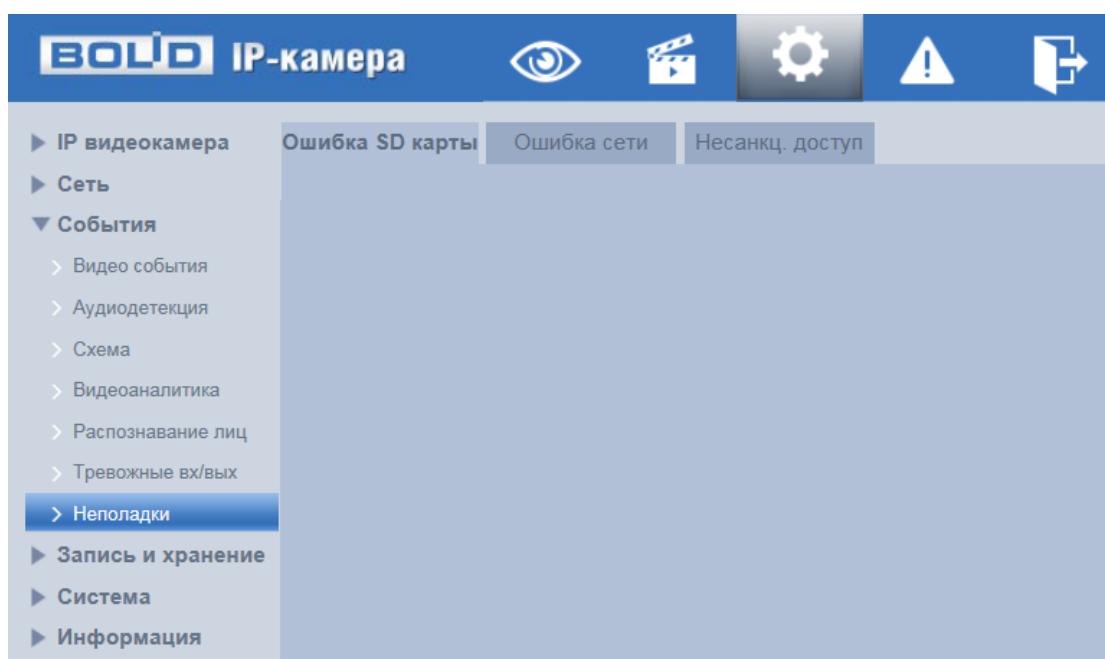 BOLID IP-камера
IP видеокамера
Сеть
События
Видео события
Аудиодетекция
Схема
Видеоаналитика
Распознавание лиц
Тревожные вх/вых
Неполадки
Запись и хранение
Система
Информация
Ошибка SD карты Ошибка сети Несанкц. доступ